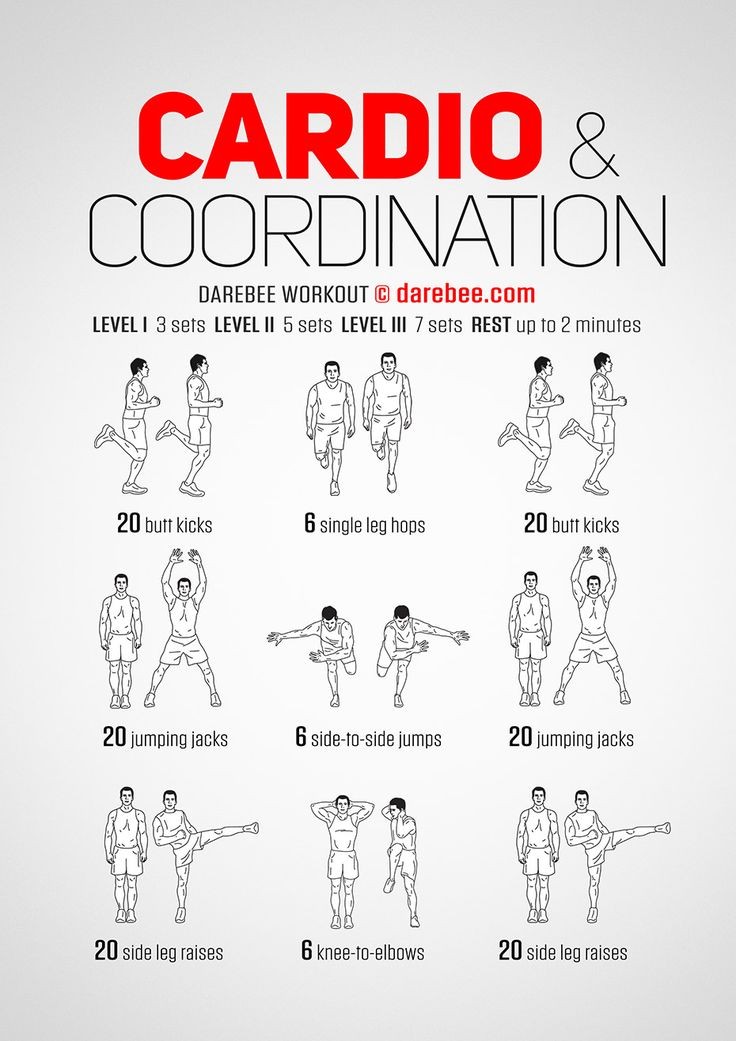 CARDIO &
COORDINATION
DAREBEE WORKOUT © darebee.com
LEVEL I 3 sets LEVEL II 5 sets LEVEL III 7 sets REST up to 2 minutes
20 butt kicks
6 single leg hops
20 butt kicks
20 jumping jacks
6 side-to-side jumps
20 jumping jacks
20 side leg raises
6 knee-to-elbows
20 side leg raises